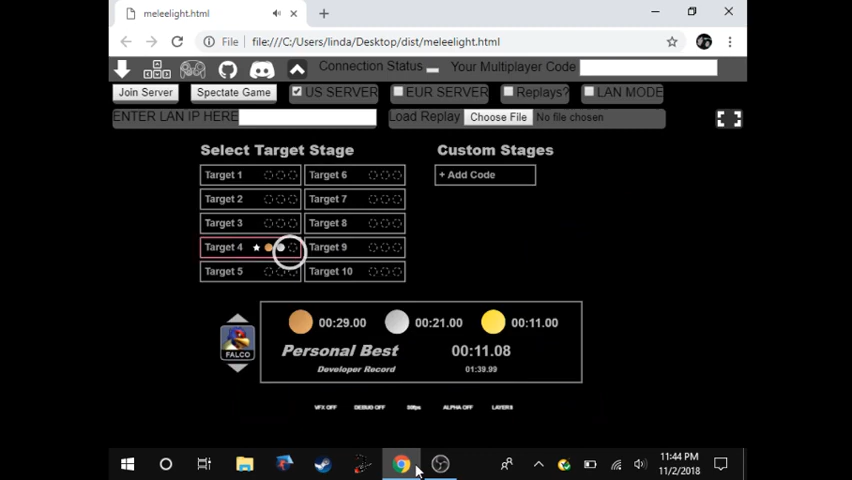 meleelight.html
File file:///C:/Users/linda/Desktop/dist/meleelight.html
Connection Status Your Multiplayer Code
Join Server Spectate Game US SERVER EUR SERVER Replays? LAN MODE
ENTER LAN IP HERE Load Replay Choose File No file chosen
Select Target Stage Custom Stages
Target 1 Target 6 + Add Code
Target 2 Target 7
Target 3 Target 8
Target 4 Target 9
Target 5 Target 10
00:29.00 00:21.00 00:11.00
FALCO Personal Best 00:11.08
Developer Record 01:39.99
VFX OFF DEBUG OFF 30fps ALPHA OFF LAYERS
11:44 PM
11/2/2018